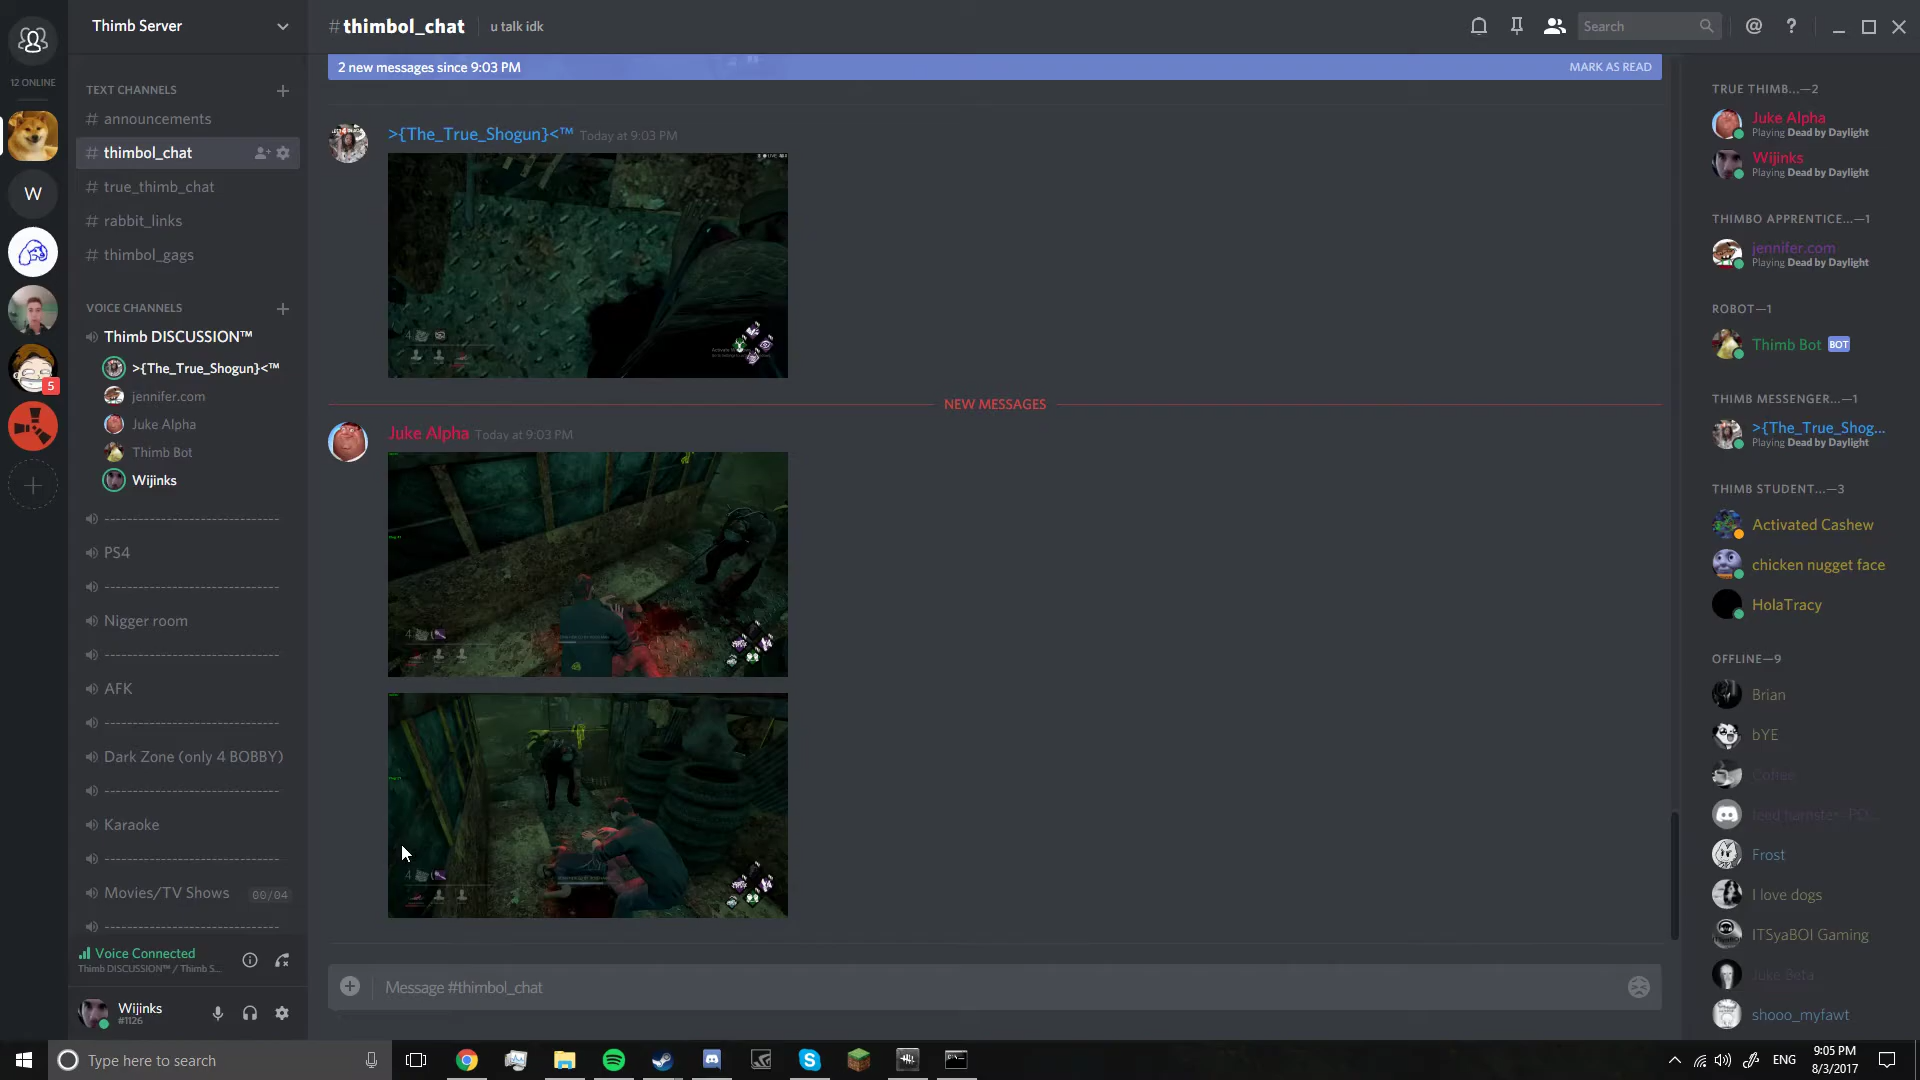 Thimb Server
#thimbol_chat
u talk idk
Search
12 ONLINE
W
5
TEXT CHANNELS
# announcements
# thimbol_chat
# true_thimb_chat
# rabbit_links
# thimbol_gags
VOICE CHANNELS
Thimb DISCUSSION™
>{The_True_Shogun}<™
jennifer.com
Juke Alpha
Thimb Bot
Wijinks
-----------------------------
PS4
-----------------------------
Nigger room
-----------------------------
AFK
-----------------------------
Dark Zone (only 4 BOBBY)
-----------------------------
Karaoke
-----------------------------
Movies/TV Shows 00/04
-----------------------------
Voice Connected
Thimb DISCUSSION™ / Thimb S...
Wijinks
#1126
2 new messages since 9:03 PM MARK AS READ
>{The_True_Shogun}<™ Today at 9:03 PM
NEW MESSAGES
Juke Alpha Today at 9:03 PM
Message #thimbol_chat
TRUE THIMB...—2
Juke Alpha
Playing Dead by Daylight
Wijinks
Playing Dead by Daylight
THIMBO APPRENTICE...—1
jennifer.com
Playing Dead by Daylight
ROBOT—1
Thimb Bot BOT
THIMB MESSENGER...—1
>{The_True_Shog...
Playing Dead by Daylight
THIMB STUDENT...—3
Activated Cashew
chicken nugget face
HolaTracy
OFFLINE—9
Brian
bYE
Coffee
Frost
I love dogs
ITSyaBOI Gaming
Juke Beta
shooo_myfawt
Type here to search
ENG
9:05 PM
8/3/2017